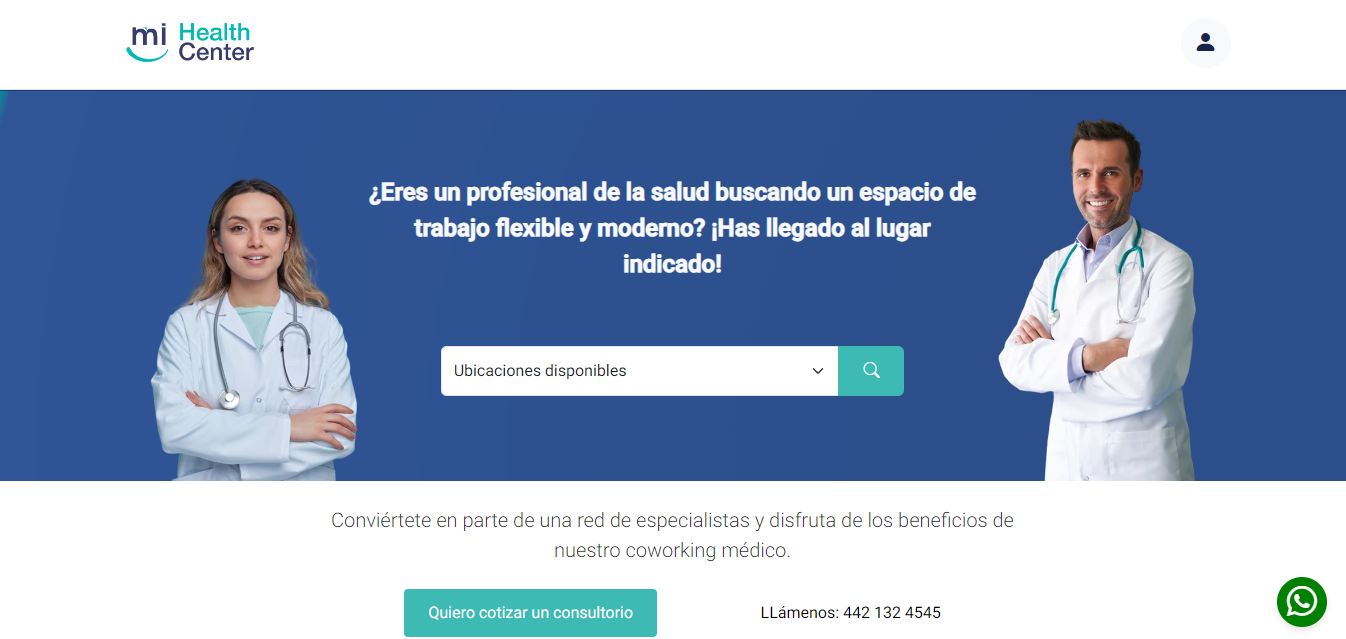 mi Health
Center
¿Eres un profesional de la salud buscando un espacio de
trabajo flexible y moderno? ¡Has llegado al lugar
indicado!
Ubicaciones disponibles
Conviértete en parte de una red de especialistas y disfruta de los beneficios de
nuestro coworking médico.
Quiero cotizar un consultorio
LLámenos: 442 132 4545